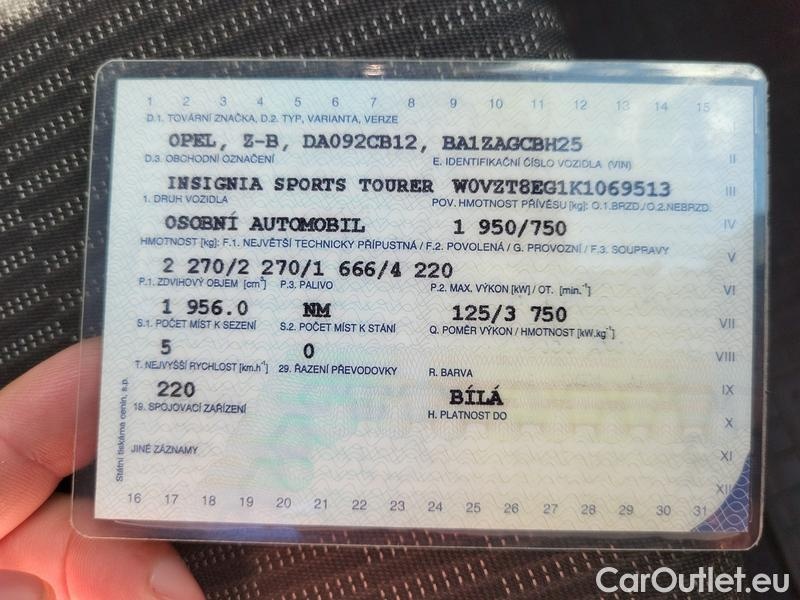 1 2 3 4 5 6 7 8 9 10 11 12 13 14 15
D.1. TOVÁRNÍ ZNAČKA, D.2. TYP, VARIANTA, VERZE
I
OPEL, Z-B, DA092CB12, BA1ZAGCBH25
D.3. OBCHODNÍ OZNAČENÍ E. IDENTIFIKAČNÍ ČÍSLO VOZIDLA (VIN) II
INSIGNIA SPORTS TOURER W0VZT8EG1K1069513 III
1. DRUH VOZIDLA POV. HMOTNOST PŘÍVĚSU [kg]: O.1.BRZD./O.2.NEBRZD.
OSOBNÍ AUTOMOBIL 1 950/750 IV
HMOTNOST [kg]: F.1. NEJVĚTŠÍ TECHNICKY PŘÍPUSTNÁ / F.2. POVOLENÁ / G. PROVOZNÍ / F.3. SOUPRAVY
V
2 270/2 270/1 666/4 220
P.1. ZDVIHOVÝ OBJEM [cm³] P.3. PALIVO P.2. MAX. VÝKON [kW] / OT. [min.⁻¹] VI
1 956.0 NM 125/3 750
S.1. POČET MÍST K SEZENÍ S.2. POČET MÍST K STÁNÍ Q. POMĚR VÝKON / HMOTNOST [kW.kg⁻¹] VII
5 0 VIII
T. NEJVYŠŠÍ RYCHLOST [km.h⁻¹] 29. ŘAZENÍ PŘEVODOVKY R. BARVA
220 BÍLÁ IX
19. SPOJOVACÍ ZAŘÍZENÍ H. PLATNOST DO
X
JINÉ ZÁZNAMY XI
XII
Státní tiskárna cenin, s.p.
16 17 18 19 20 21 22 23 24 25 26 27 28 29 30 31
CarOutlet.eu